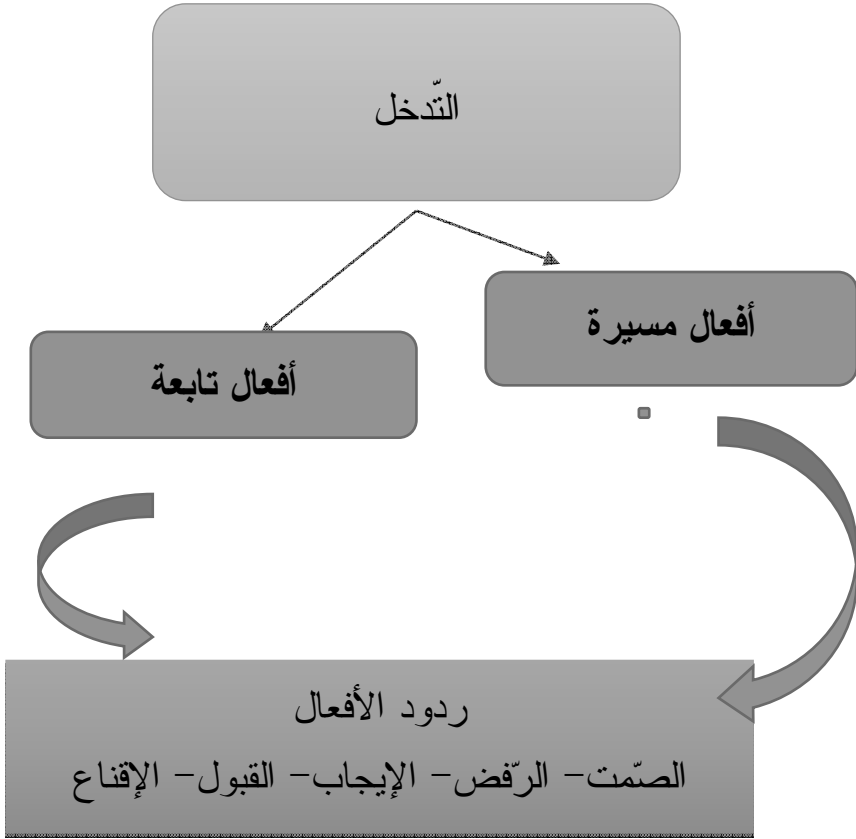 التّدخل
أفعال مسيرة
أفعال تابعة
ردود الأفعال
الصّمت- الرّفض- الإيجاب- القبول- الإقناع